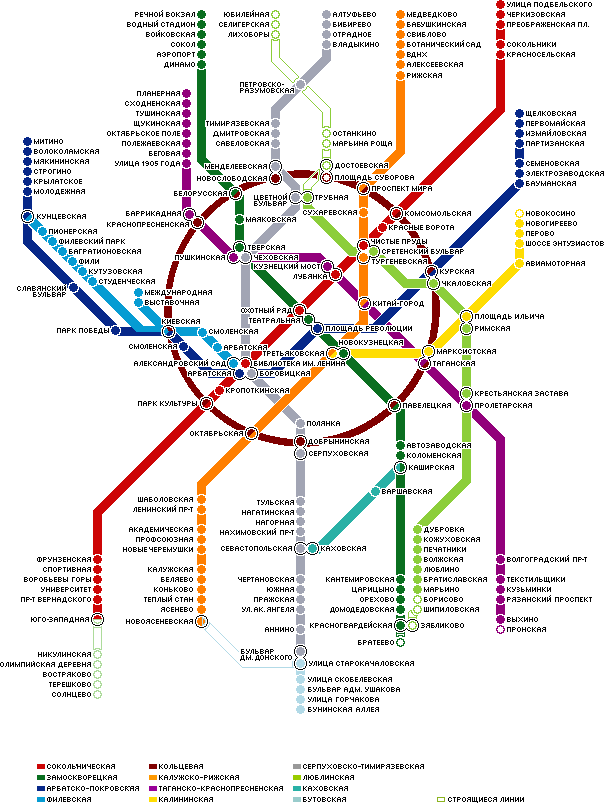 РЕЧНОЙ ВОКЗАЛ
ВОДНЫЙ СТАДИОН
ВОЙКОВСКАЯ
СОКОЛ
АЭРОПОРТ
ДИНАМО
ЮБИЛЕЙНАЯ
СЕЛИГЕРСКАЯ
ЛИХОБОРЫ
АЛТУФЬЕВО
БИБИРЕВО
ОТРАДНОЕ
ВЛАДЫКИНО
МЕДВЕДКОВО
БАБУШКИНСКАЯ
СВИБЛОВО
БОТАНИЧЕСКИЙ САД
ВДНХ
АЛЕКСЕЕВСКАЯ
РИЖСКАЯ
УЛИЦА ПОДБЕЛЬСКОГО
ЧЕРКИЗОВСКАЯ
ПРЕОБРАЖЕНСКАЯ ПЛ.
СОКОЛЬНИКИ
КРАСНОСЕЛЬСКАЯ
ПЕТРОВСКО-
РАЗУМОВСКАЯ
ПЛАНЕРНАЯ
СХОДНЕНСКАЯ
ТУШИНСКАЯ
ЩУКИНСКАЯ
ОКТЯБРЬСКОЕ ПОЛЕ
ПОЛЕЖАЕВСКАЯ
БЕГОВАЯ
УЛИЦА 1905 ГОДА
ТИМИРЯЗЕВСКАЯ
ДМИТРОВСКАЯ
САВЕЛОВСКАЯ
ОСТАНКИНО
МАРЬИНА РОЩА
ЩЕЛКОВСКАЯ
ПЕРВОМАЙСКАЯ
ИЗМАЙЛОВСКАЯ
ПАРТИЗАНСКАЯ
СЕМЕНОВСКАЯ
ЭЛЕКТРОЗАВОДСКАЯ
БАУМАНСКАЯ
МИТИНО
ВОЛОКОЛАМСКАЯ
МЯКИНИНСКАЯ
СТРОГИНО
КРЫЛАТСКОЕ
МОЛОДЕЖНАЯ
МЕНДЕЛЕЕВСКАЯ
НОВОСЛОБОДСКАЯ
ДОСТОЕВСКАЯ
ПЛОЩАДЬ СУВОРОВА
БЕЛОРУССКАЯ
ПРОСПЕКТ МИРА
ЦВЕТНОЙ
БУЛЬВАР
ТРУБНАЯ
СУХАРЕВСКАЯ
КОМСОМОЛЬСКАЯ
КРАСНЫЕ ВОРОТА
НОВОКОСИНО
НОВОГИРЕЕВО
ПЕРОВО
ШОССЕ ЭНТУЗИАСТОВ
АВИАМОТОРНАЯ
КУНЦЕВСКАЯ
ПИОНЕРСКАЯ
ФИЛЕВСКИЙ ПАРК
БАГРАТИОНОВСКАЯ
ФИЛИ
КУТУЗОВСКАЯ
СТУДЕНЧЕСКАЯ
БАРРИКАДНАЯ
КРАСНОПРЕСНЕНСКАЯ
МАЯКОВСКАЯ
ТВЕРСКАЯ
ПУШКИНСКАЯ
ЧЕХОВСКАЯ
КУЗНЕЦКИЙ МОСТ
ЛУБЯНКА
ЧИСТЫЕ ПРУДЫ
СРЕТЕНСКИЙ БУЛЬВАР
ТУРГЕНЕВСКАЯ
КУРСКАЯ
ЧКАЛОВСКАЯ
СЛАВЯНСКИЙ
БУЛЬВАР
МЕЖДУНАРОДНАЯ
ВЫСТАВОЧНАЯ
КИЕВСКАЯ
ПАРК ПОБЕДЫ
СМОЛЕНСКАЯ
СМОЛЕНСКАЯ
АРБАТСКАЯ
АЛЕКСАНДРОВСКИЙ САД
АРБАТСКАЯ
ОХОТНЫЙ РЯД
ТЕАТРАЛЬНАЯ
КИТАЙ-ГОРОД
ПЛОЩАДЬ РЕВОЛЮЦИИ
НОВОКУЗНЕЦКАЯ
ТРЕТЬЯКОВСКАЯ
БИБЛИОТЕКА ИМ. ЛЕНИНА
БОРОВИЦКАЯ
КРОПОТКИНСКАЯ
ПЛОЩАДЬ ИЛЬИЧА
РИМСКАЯ
МАРКСИСТСКАЯ
ТАГАНСКАЯ
КРЕСТЬЯНСКАЯ ЗАСТАВА
ПРОЛЕТАРСКАЯ
ПАРК КУЛЬТУРЫ
ОКТЯБРЬСКАЯ
ПОЛЯНКА
ДОБРЫНИНСКАЯ
СЕРПУХОВСКАЯ
ПАВЕЛЕЦКАЯ
АВТОЗАВОДСКАЯ
КОЛОМЕНСКАЯ
КАШИРСКАЯ
ВАРШАВСКАЯ
КАХОВСКАЯ
СЕВАСТОПОЛЬСКАЯ
ШАБОЛОВСКАЯ
ЛЕНИНСКИЙ ПР-Т
АКАДЕМИЧЕСКАЯ
ПРОФСОЮЗНАЯ
НОВЫЕ ЧЕРЕМУШКИ
КАЛУЖСКАЯ
БЕЛЯЕВО
КОНЬКОВО
ТЕПЛЫЙ СТАН
ЯСЕНЕВО
НОВОЯСЕНЕВСКАЯ
ТУЛЬСКАЯ
НАГАТИНСКАЯ
НАГОРНАЯ
НАХИМОВСКИЙ ПР-Т
ЧЕРТАНОВСКАЯ
ЮЖНАЯ
ПРАЖСКАЯ
УЛ. АК. ЯНГЕЛЯ
АННИНО
БУЛЬВАР
ДМ. ДОНСКОГО
УЛИЦА СТАРОКАЧАЛОВСКАЯ
УЛИЦА СКОБЕЛЕВСКАЯ
БУЛЬВАР АДМ. УШАКОВА
УЛИЦА ГОРЧАКОВА
БУНИНСКАЯ АЛЛЕЯ
КАНТЕМИРОВСКАЯ
ЦАРИЦЫНО
ОРЕХОВО
ДОМОДЕДОВСКАЯ
КРАСНОГВАРДЕЙСКАЯ
БРАТЕЕВО
ДУБРОВКА
КОЖУХОВСКАЯ
ПЕЧАТНИКИ
ВОЛЖСКАЯ
ЛЮБЛИНО
БРАТИСЛАВСКАЯ
МАРЬИНО
БОРИСОВО
ШИПИЛОВСКАЯ
ЗЯБЛИКОВО
ВОЛГОГРАДСКИЙ ПР-Т
ТЕКСТИЛЬЩИКИ
КУЗЬМИНКИ
РЯЗАНСКИЙ ПРОСПЕКТ
ВЫХИНО
ПРОНСКАЯ
ФРУНЗЕНСКАЯ
СПОРТИВНАЯ
ВОРОБЬЕВЫ ГОРЫ
УНИВЕРСИТЕТ
ПР-Т ВЕРНАДСКОГО
ЮГО-ЗАПАДНАЯ
НИКУЛИНСКАЯ
ОЛИМПИЙСКАЯ ДЕРЕВНЯ
ВОСТРЯКОВО
ТЕРЕШКОВО
СОЛНЦЕВО
СОКОЛЬНИЧЕСКАЯ
ЗАМОСКВОРЕЦКАЯ
АРБАТСКО-ПОКРОВСКАЯ
ФИЛЕВСКАЯ
КОЛЬЦЕВАЯ
КАЛУЖСКО-РИЖСКАЯ
ТАГАНСКО-КРАСНОПРЕСНЕНСКАЯ
КАЛИНИНСКАЯ
СЕРПУХОВСКО-ТИМИРЯЗЕВСКАЯ
ЛЮБЛИНСКАЯ
КАХОВСКАЯ
БУТОВСКАЯ
СТРОЯЩИЕСЯ ЛИНИИ